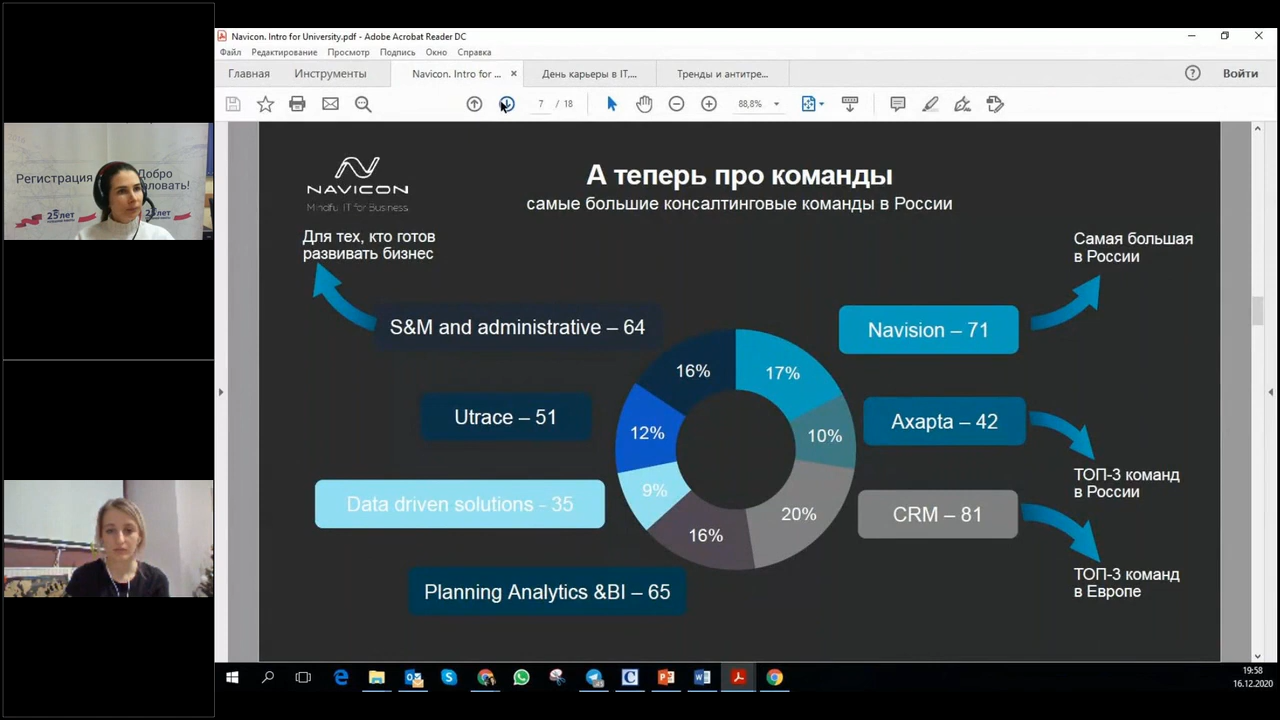 Navicon. Intro for University.pdf - Adobe Acrobat Reader DC
Файл Редактирование Просмотр Подпись Окно Справка
Главная Инструменты Navicon. Intro for ... × День карьеры в IT,... Тренды и антитре... Войти
7 / 18 88,8%
Регистрация
Добро
25 лет
25 лет
NAVICON
Mindful IT for Business
А теперь про команды
самые большие консалтинговые команды в России
Для тех, кто готов
развивать бизнес
Самая большая
в России
S&M and administrative – 64
Navision – 71
16%
17%
Utrace – 51
Axapta – 42
12%
10%
ТОП-3 команд
в России
Data driven solutions - 35
9%
20%
CRM – 81
16%
ТОП-3 команд
в Европе
Planning Analytics &BI – 65
19:58
16.12.2020